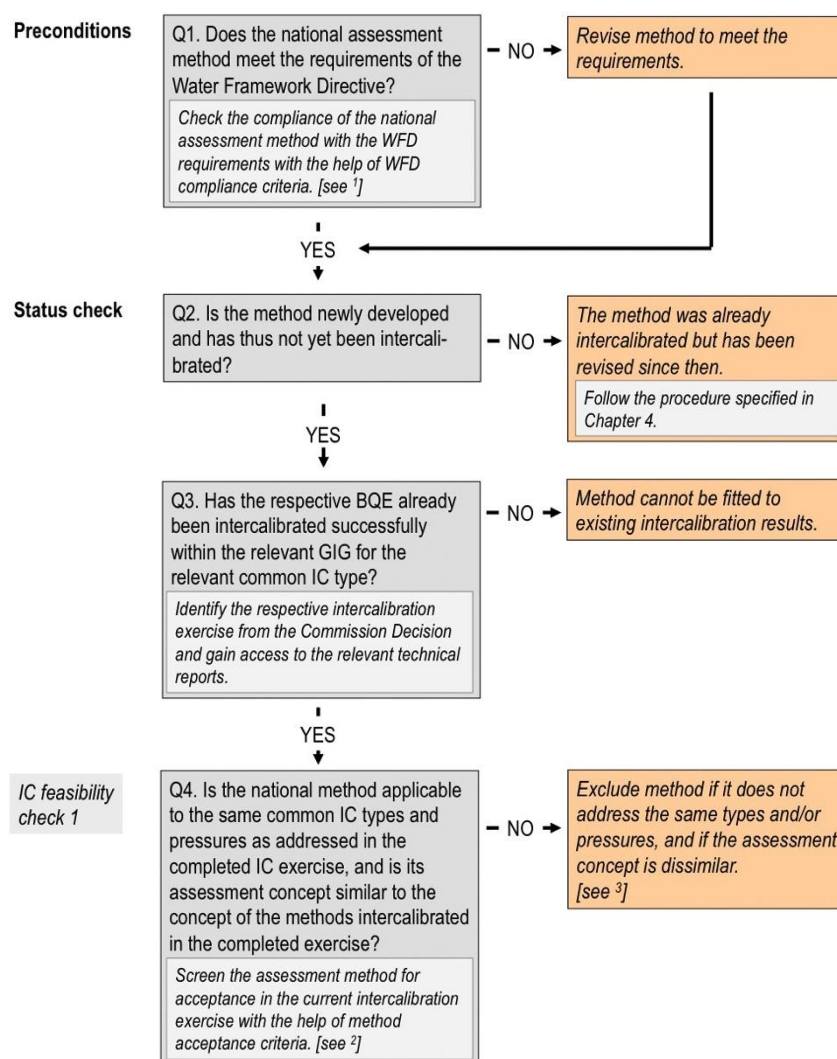 Preconditions
Q1. Does the national assessment
method meet the requirements of the
Water Framework Directive?
Check the compliance of the national
assessment method with the WFD
requirements with the help of WFD
compliance criteria. [see ¹]
NO
Revise method to meet the
requirements.
YES
Status check
Q2. Is the method newly developed
and has thus not yet been intercali-
brated?
NO
The method was already
intercalibrated but has been
revised since then.
Follow the procedure specified in
Chapter 4.
YES
Q3. Has the respective BQE already
been intercalibrated successfully
within the relevant GIG for the
relevant common IC type?
Identify the respective intercalibration
exercise from the Commission Decision
and gain access to the relevant technical
reports.
NO
Method cannot be fitted to
existing intercalibration results.
YES
IC feasibility
check 1
Q4. Is the national method applicable
to the same common IC types and
pressures as addressed in the
completed IC exercise, and is its
assessment concept similar to the
concept of the methods intercalibrated
in the completed exercise?
Screen the assessment method for
acceptance in the current intercalibration
exercise with the help of method
acceptance criteria. [see ²]
NO
Exclude method if it does not
address the same types and/or
pressures, and if the assessment
concept is dissimilar.
[see ³]